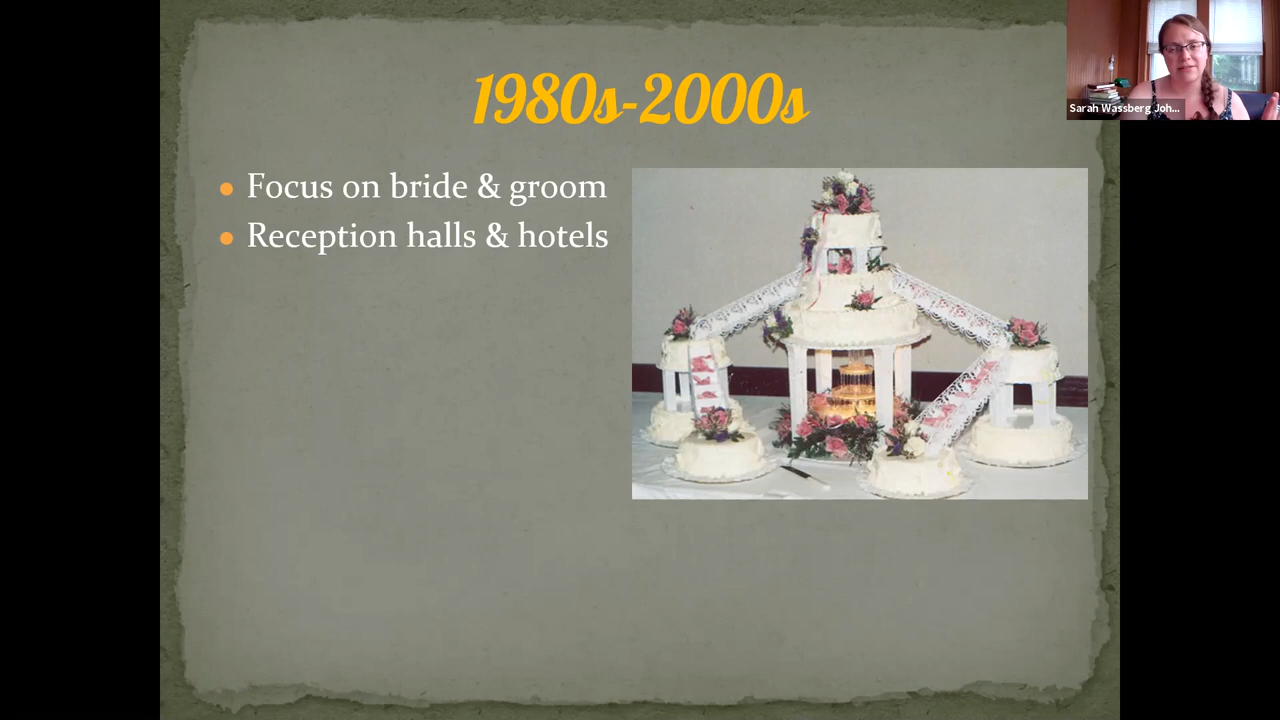 1980s-2000s
Focus on bride & groom
Reception halls & hotels
Sarah Wassberg Joh...